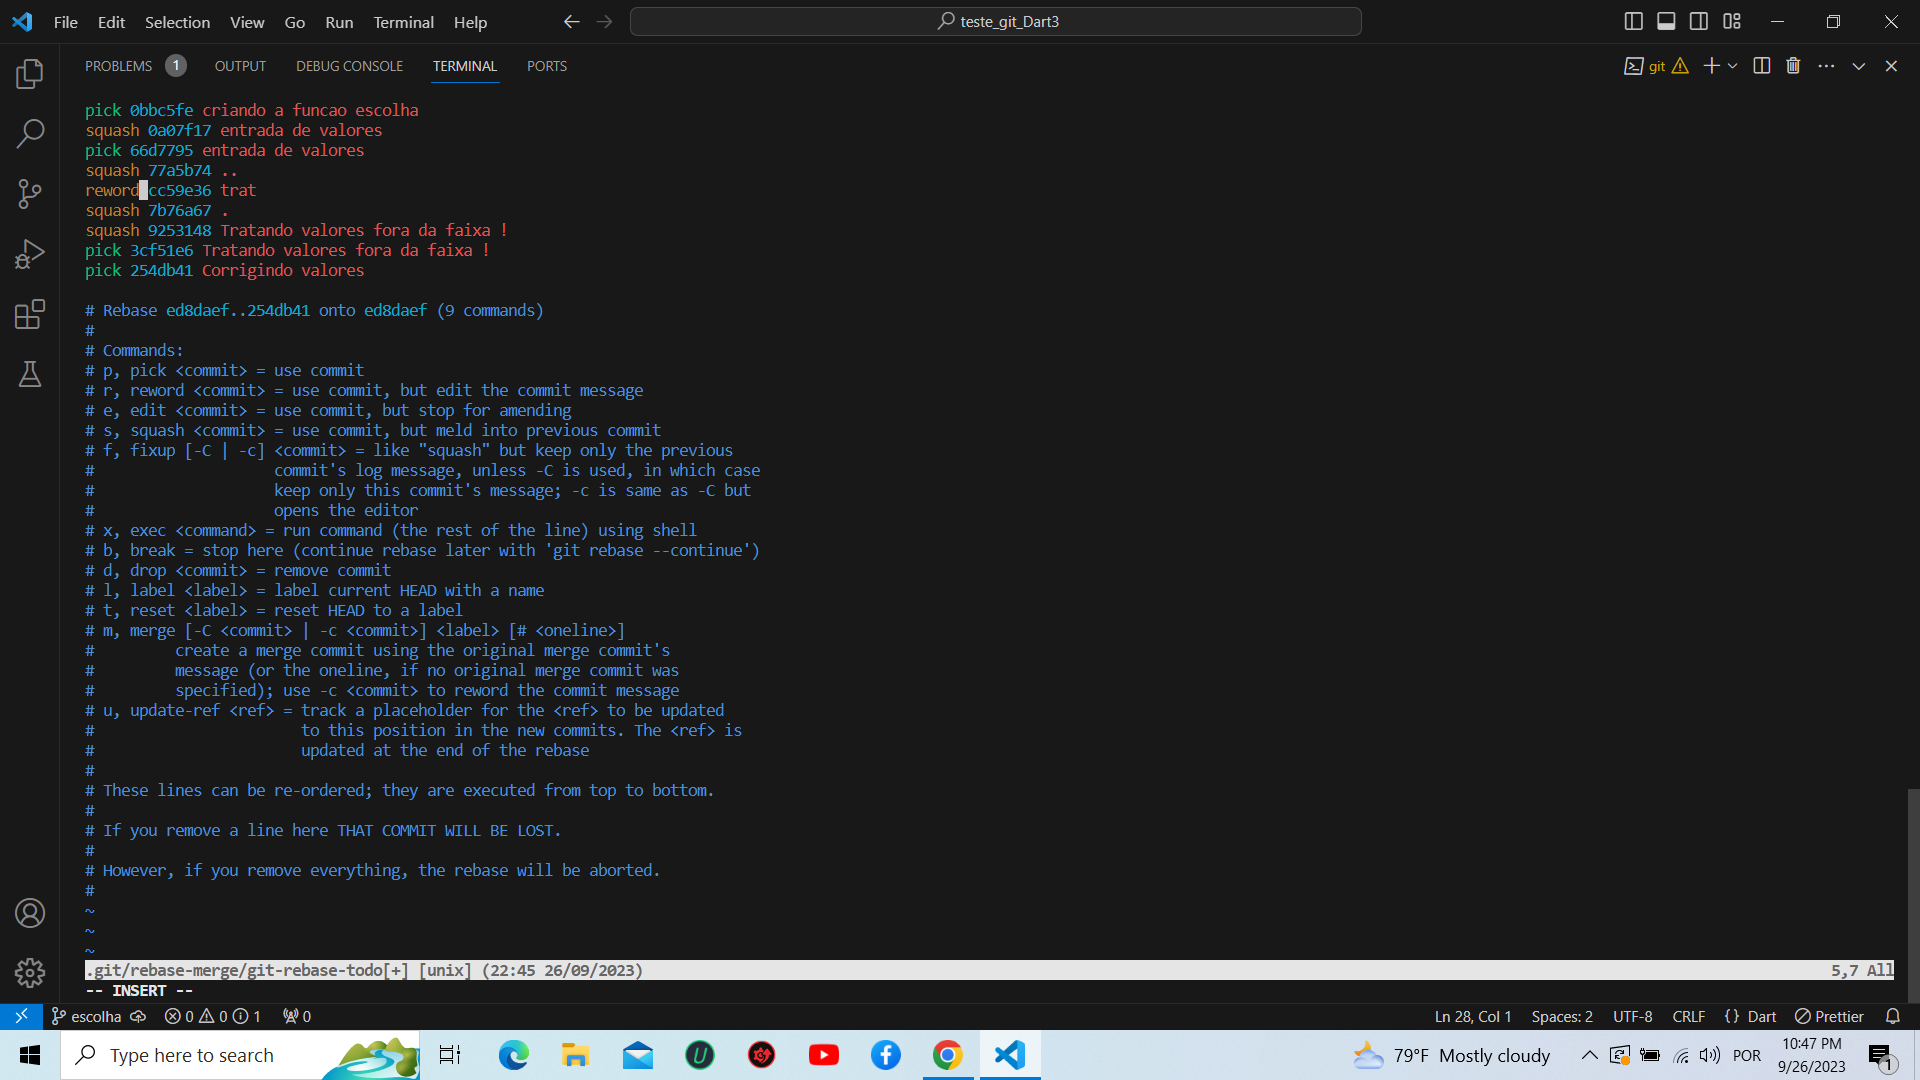 File Edit Selection View Go Run Terminal Help
teste_git_Dart3
PROBLEMS 1 OUTPUT DEBUG CONSOLE TERMINAL PORTS
git
pick 0bbc5fe criando a funcao escolha
squash 0a07f17 entrada de valores
pick 66d7795 entrada de valores
squash 77a5b74 ..
reword cc59e36 trat
squash 7b76a67 .
squash 9253148 Tratando valores fora da faixa !
pick 3cf51e6 Tratando valores fora da faixa !
pick 254db41 Corrigindo valores
# Rebase ed8daef..254db41 onto ed8daef (9 commands)
#
# Commands:
# p, pick <commit> = use commit
# r, reword <commit> = use commit, but edit the commit message
# e, edit <commit> = use commit, but stop for amending
# s, squash <commit> = use commit, but meld into previous commit
# f, fixup [-C | -c] <commit> = like "squash" but keep only the previous
# commit's log message, unless -C is used, in which case
# keep only this commit's message; -c is same as -C but
# opens the editor
# x, exec <command> = run command (the rest of the line) using shell
# b, break = stop here (continue rebase later with 'git rebase --continue')
# d, drop <commit> = remove commit
# l, label <label> = label current HEAD with a name
# t, reset <label> = reset HEAD to a label
# m, merge [-C <commit> | -c <commit>] <label> [# <oneline>]
# create a merge commit using the original merge commit's
# message (or the oneline, if no original merge commit was
# specified); use -c <commit> to reword the commit message
# u, update-ref <ref> = track a placeholder for the <ref> to be updated
# to this position in the new commits. The <ref> is
# updated at the end of the rebase
#
# These lines can be re-ordered; they are executed from top to bottom.
#
# If you remove a line here THAT COMMIT WILL BE LOST.
#
# However, if you remove everything, the rebase will be aborted.
#
~
~
~
.git/rebase-merge/git-rebase-todo[+] [unix] (22:45 26/09/2023) 5,7 All
-- INSERT --
escolha 0 0 1 0 Ln 28, Col 1 Spaces: 2 UTF-8 CRLF {} Dart Prettier
Type here to search
79°F Mostly cloudy
POR
10:47 PM
9/26/2023
1